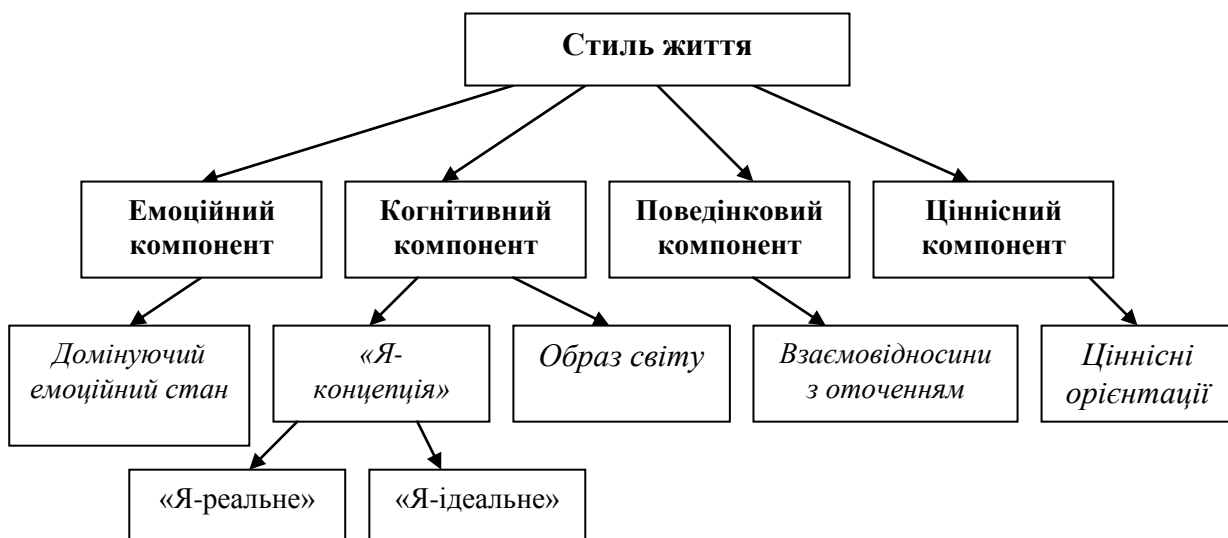 Стиль життя
Емоційний
компонент
Когнітивний
компонент
Поведінковий
компонент
Ціннісний
компонент
Домінуючий
емоційний стан
«Я-
концепція»
Образ світу
Взаємовідносини
з оточенням
Ціннісні
орієнтації
«Я-реальне»
«Я-ідеальне»